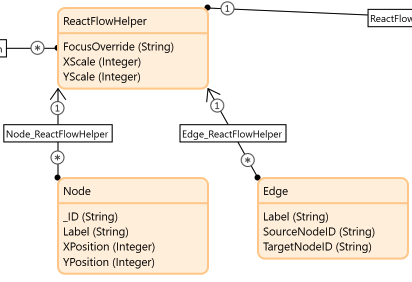 ReactFlowHelper
1
ReactFlow
FocusOverride (String)
*
XScale (Integer)
YScale (Integer)
1
1
Node_ReactFlowHelper
Edge_ReactFlowHelper
*
*
Node
_ID (String)
Label (String)
XPosition (Integer)
YPosition (Integer)
Edge
Label (String)
SourceNodeID (String)
TargetNodeID (String)